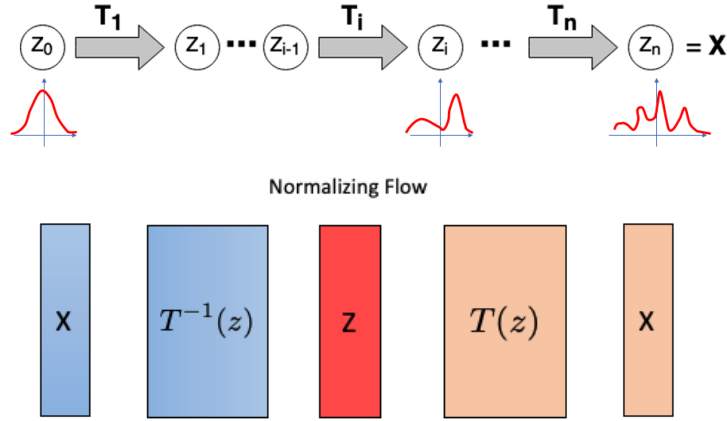 T₁ Tᵢ Tₙ
Z₀ Z₁ ••• Zᵢ₋₁ Zᵢ ••• Zₙ = X
Normalizing Flow
X T⁻¹(z) Z T(z) X